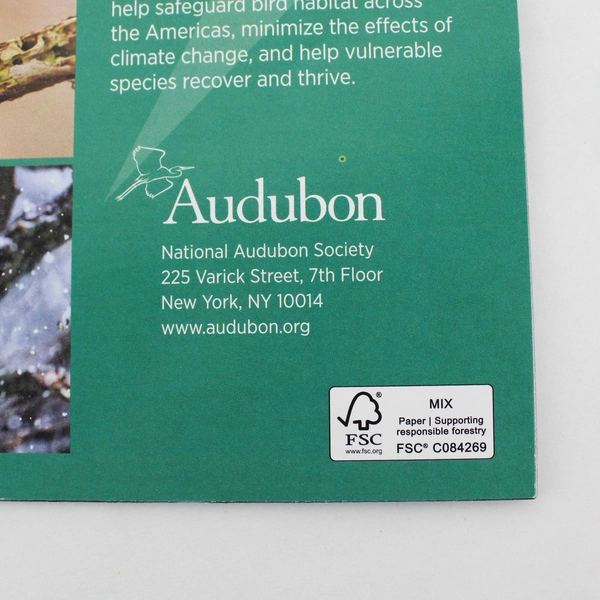 help safeguard bird habitat across
the Americas, minimize the effects of
climate change, and help vulnerable
species recover and thrive.
Audubon
National Audubon Society
225 Varick Street, 7th Floor
New York, NY 10014
www.audubon.org
®
FSC
www.fsc.org
MIX
Paper | Supporting
responsible forestry
FSC® C084269